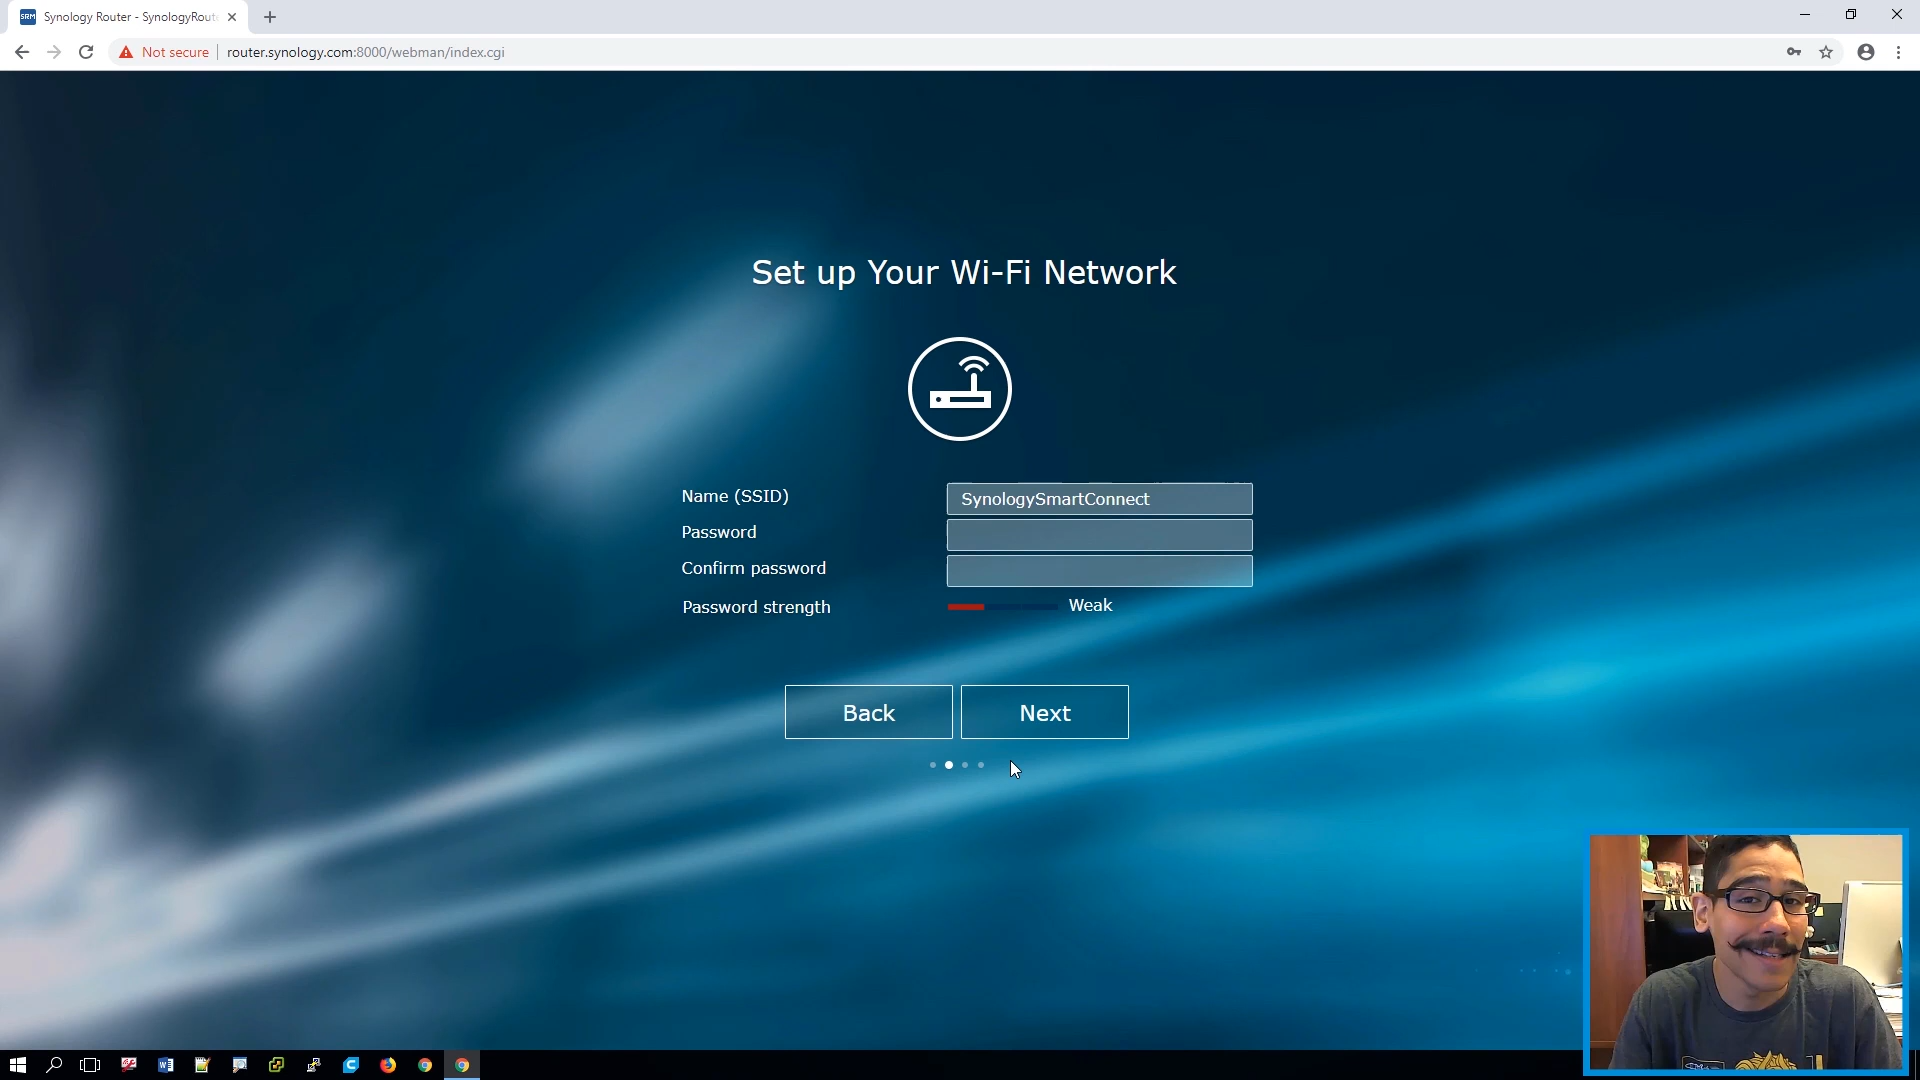 SRM Synology Router - SynologyRout
Not secure router.synology.com:8000/webman/index.cgi
Set up Your Wi-Fi Network
Name (SSID) SynologySmartConnect
Password
Confirm password
Password strength Weak
Back Next